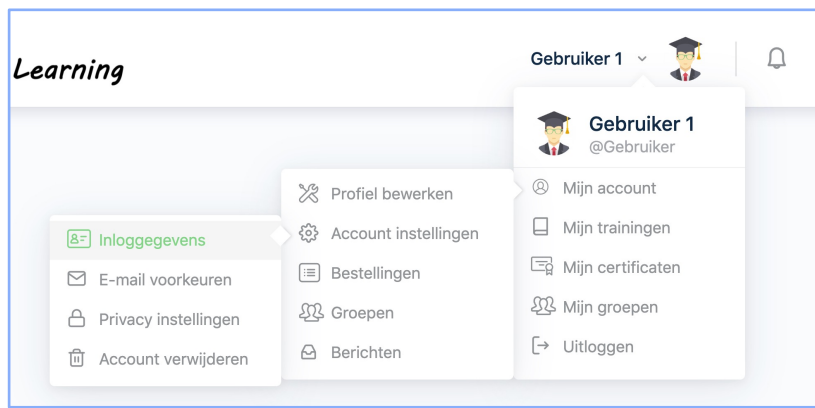 Learning
Gebruiker 1
Gebruiker 1
@Gebruiker
Mijn account
Mijn trainingen
Mijn certificaten
Mijn groepen
Uitloggen
Profiel bewerken
Account instellingen
Bestellingen
Groepen
Berichten
Inloggegevens
E-mail voorkeuren
Privacy instellingen
Account verwijderen